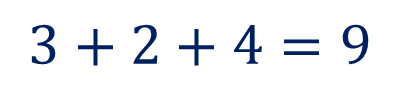 3 + 2 + 4 = 9